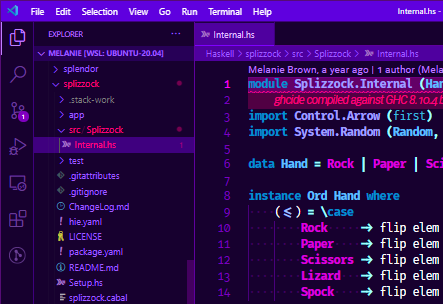 File Edit Selection View Go Run Terminal Help Internal.hs
EXPLORER
MELANIE [WSL: UBUNTU-20.04]
splendor
splizzock
.stack-work
app
src Splizzock
Internal.hs 1
test
.gitattributes
.gitignore
ChangeLog.md
hie.yaml
LICENSE
package.yaml
README.md
Setup.hs
splizzock.cabal
1
Internal.hs
Haskell > splizzock > src > Splizzock > Internal.hs
Melanie Brown, a year ago | 1 author (Mela
1 module Splizzock.Internal (Han
ghcide compiled against GHC 8.10.4 b
3 import Control.Arrow (first)
4 import System.Random (Random,
5
6 data Hand = Rock | Paper | Scis
7
8 instance Ord Hand where
9 (<=) = \case
10 Rock -> flip elem
11 Paper -> flip elem
12 Scissors -> flip elem
13 Lizard -> flip elem
14 Spock -> flip elem